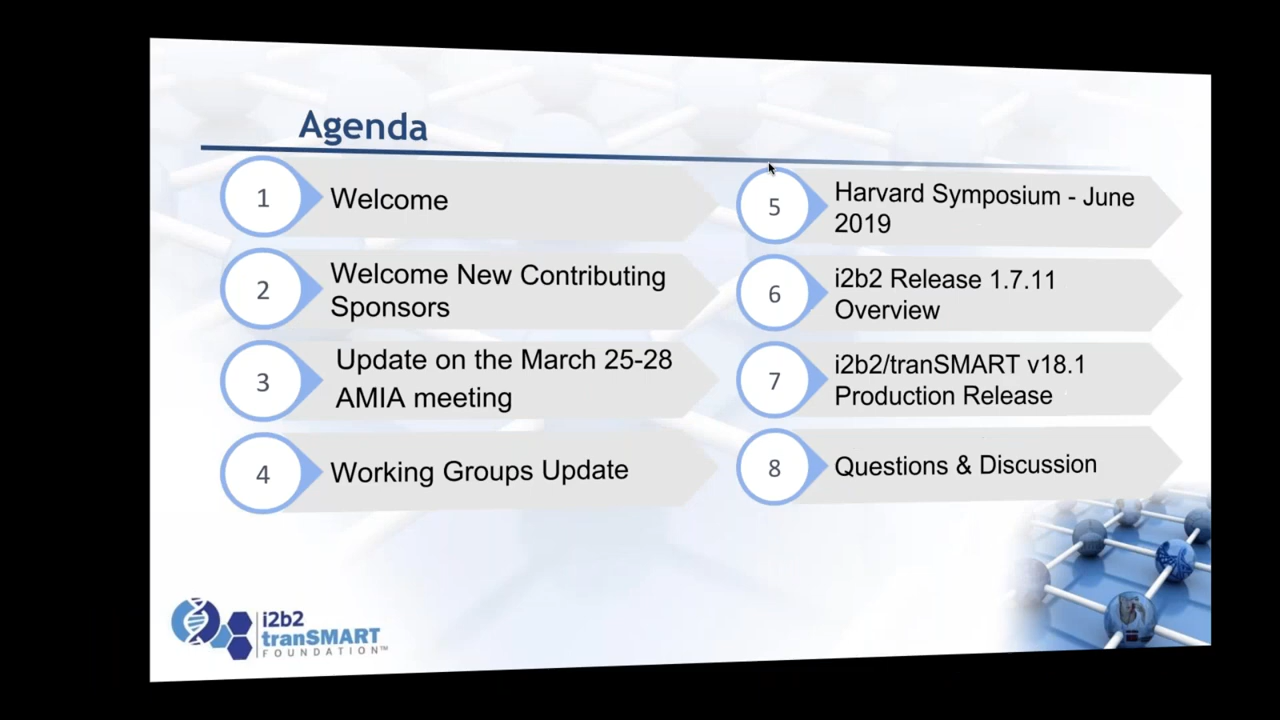 Agenda
1
Welcome
2
Welcome New Contributing
Sponsors
3
Update on the March 25-28
AMIA meeting
4
Working Groups Update
5
Harvard Symposium - June
2019
6
i2b2 Release 1.7.11
Overview
7
i2b2/tranSMART v18.1
Production Release
8
Questions & Discussion
i2b2
tranSMART
FOUNDATION™